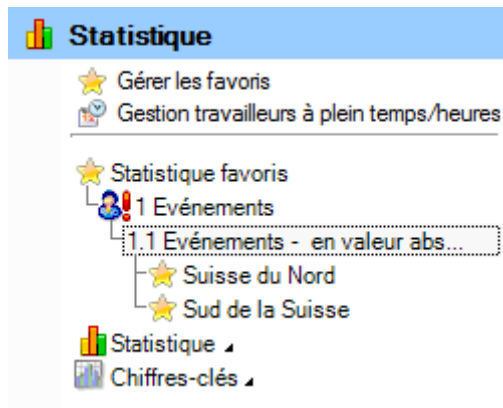 Statistique
Gérer les favoris
Gestion travailleurs à plein temps/heures
Statistique favoris
1 Evénements
1.1 Evénements - en valeur abs...
Suisse du Nord
Sud de la Suisse
Statistique
Chiffres-clés